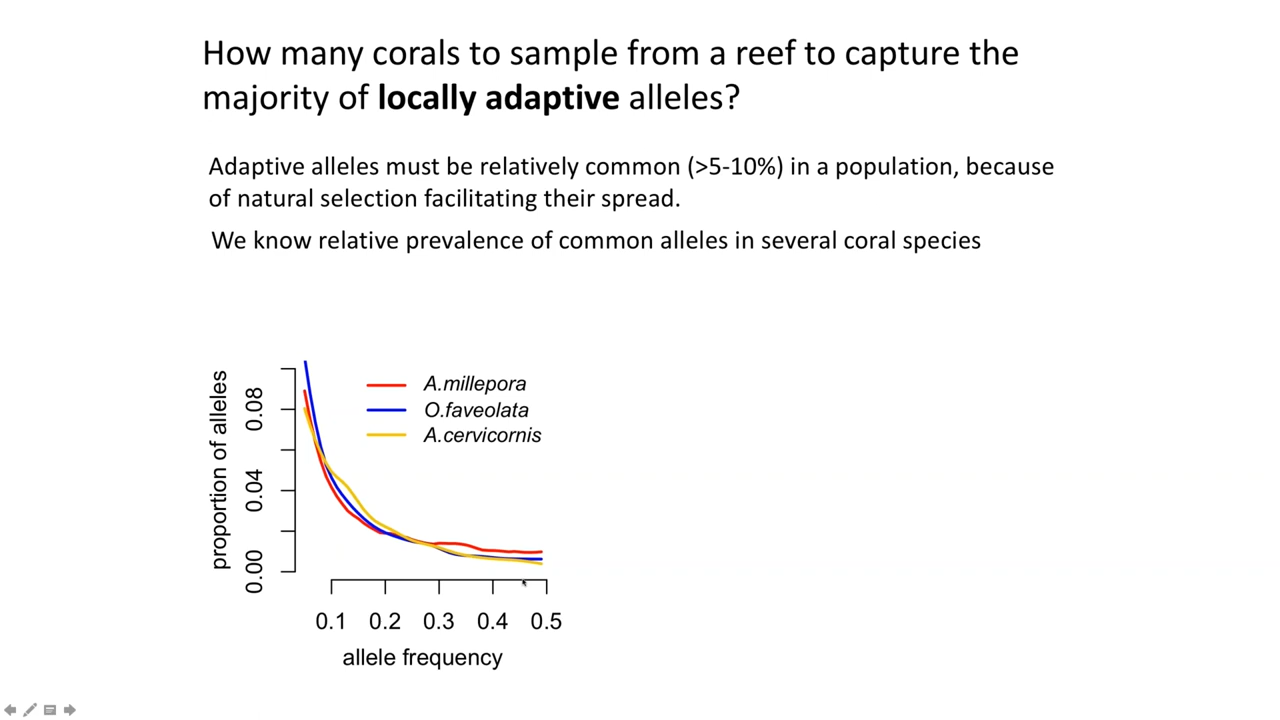 How many corals to sample from a reef to capture the
majority of locally adaptive alleles?
Adaptive alleles must be relatively common (>5-10%) in a population, because
of natural selection facilitating their spread.
We know relative prevalence of common alleles in several coral species
proportion of alleles
0.08
0.04
0.00
A.millepora
O.faveolata
A.cervicornis
0.1 0.2 0.3 0.4 0.5
allele frequency